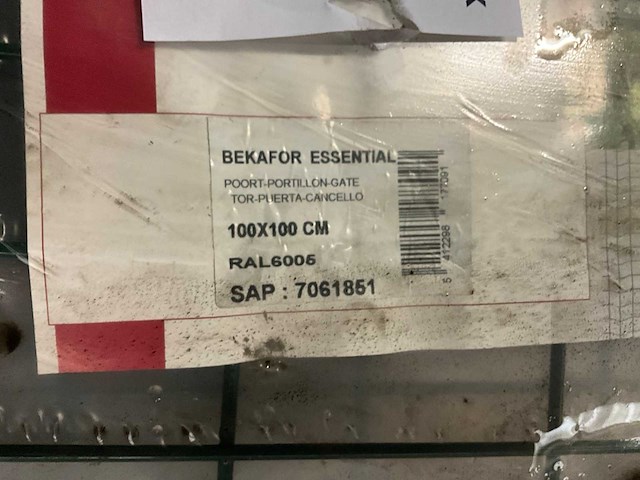 BEKAFOR ESSENTIAL
POORT-PORTILLON-GATE
TOR-PUERTA-CANCELLO
100X100 CM
RAL6005
SAP : 7061851